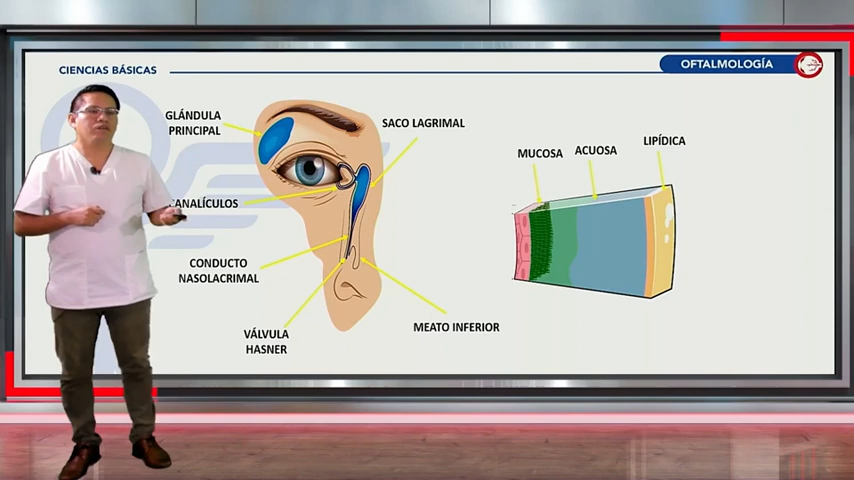 CIENCIAS BÁSICAS
OFTALMOLOGÍA
GLÁNDULA
PRINCIPAL
SACO LAGRIMAL
CANALÍCULOS
CONDUCTO
NASOLACRIMAL
VÁLVULA
HASNER
MEATO INFERIOR
MUCOSA
ACUOSA
LIPÍDICA